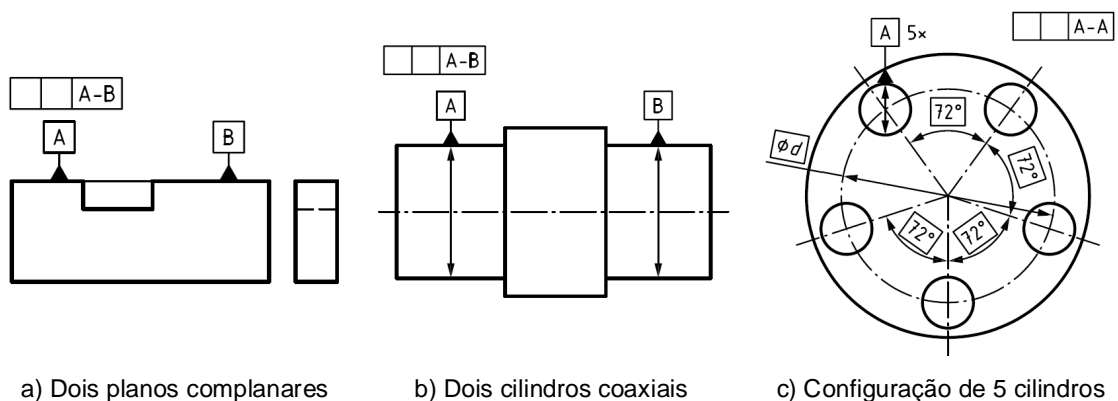 A-B
A
B
A-B
A
B
A 5×
A-A
72°
72°
ϕd
72°
72°
a) Dois planos complanares
b) Dois cilindros coaxiais
c) Configuração de 5 cilindros